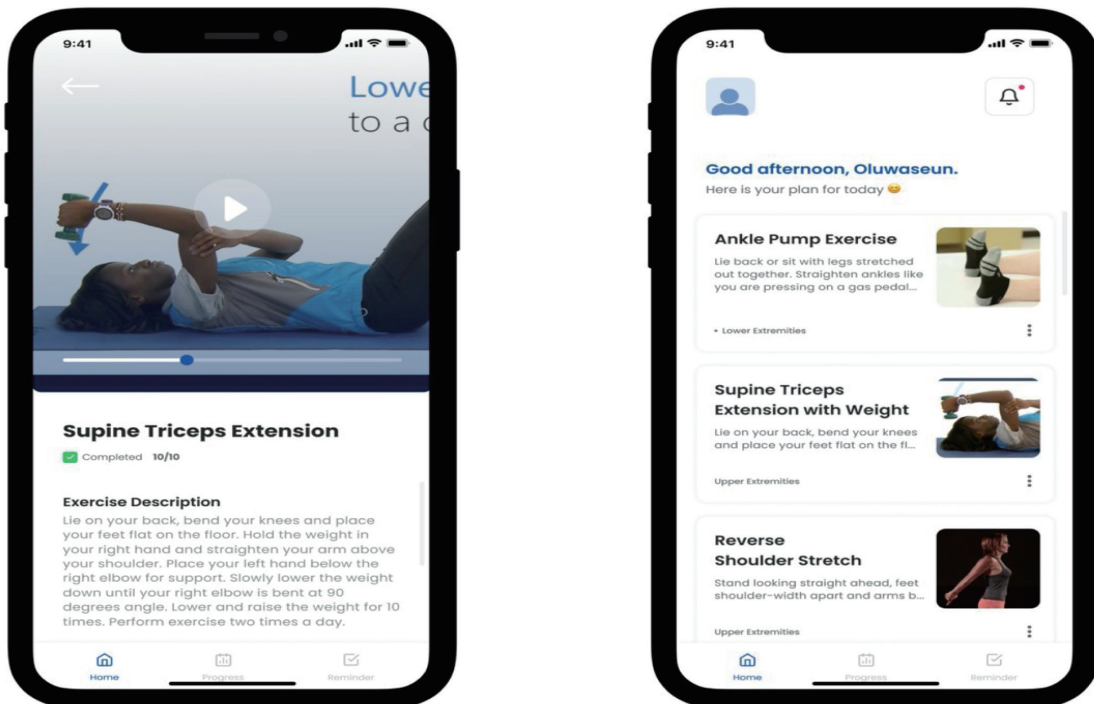 9:41
Lowe
to a
Supine Triceps Extension
Completed 10/10
Exercise Description
Lie on your back, bend your knees and place
your feet flat on the floor. Hold the weight in
your right hand and straighten your arm above
your shoulder. Place your left hand below the
right elbow for support. Slowly lower the weight
down until your right elbow is bent at 90
degrees angle. Lower and raise the weight for 10
times. Perform exercise two times a day.
Home
Progress
Reminder
9:41
Good afternoon, Oluwaseun.
Here is your plan for today 😄
Ankle Pump Exercise
Lie back or sit with legs stretched
out together. Straighten ankles like
you are pressing on a gas pedal...
• Lower Extremities
Supine Triceps
Extension with Weight
Lie on your back, bend your knees
and place your feet flat on the fl...
Upper Extremities
Reverse
Shoulder Stretch
Stand looking straight ahead, feet
shoulder-width apart and arms b...
Upper Extremities
Home
Progress
Reminder